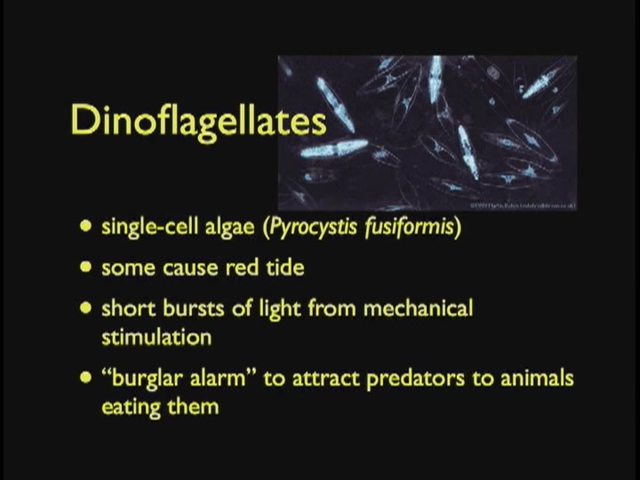 Dinoflagellates
• single-cell algae (Pyrocystis fusiformis)
• some cause red tide
• short bursts of light from mechanical
stimulation
• “burglar alarm” to attract predators to animals
eating them